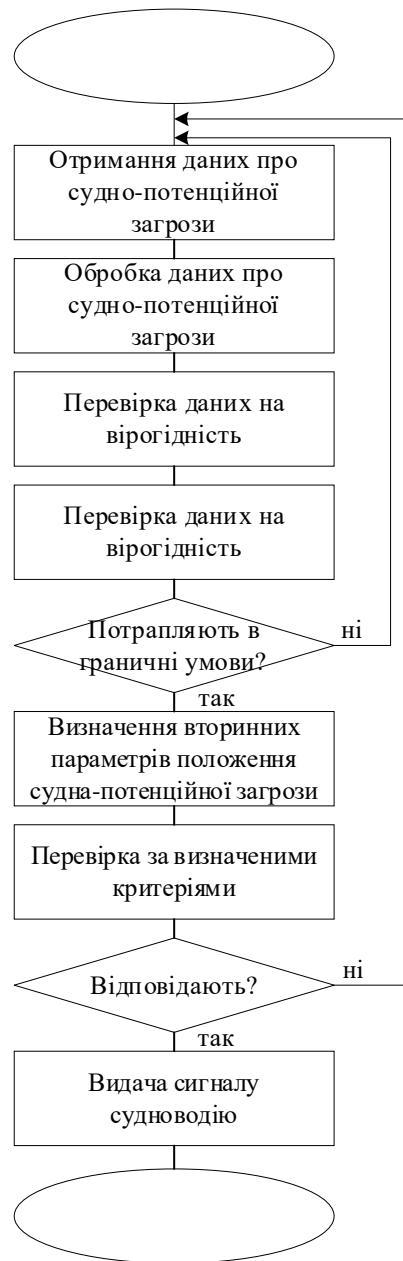 Отримання даних про
судно-потенційної
загрози
Обробка даних про
судно-потенційної
загрози
Перевірка даних на
вірогідність
Перевірка даних на
вірогідність
Потрапляють в
граничні умови?
ні
так
Визначення вторинних
параметрів положення
судна-потенційної загрози
Перевірка за визначеними
критеріями
Відповідають?
ні
так
Видача сигналу
судноводію